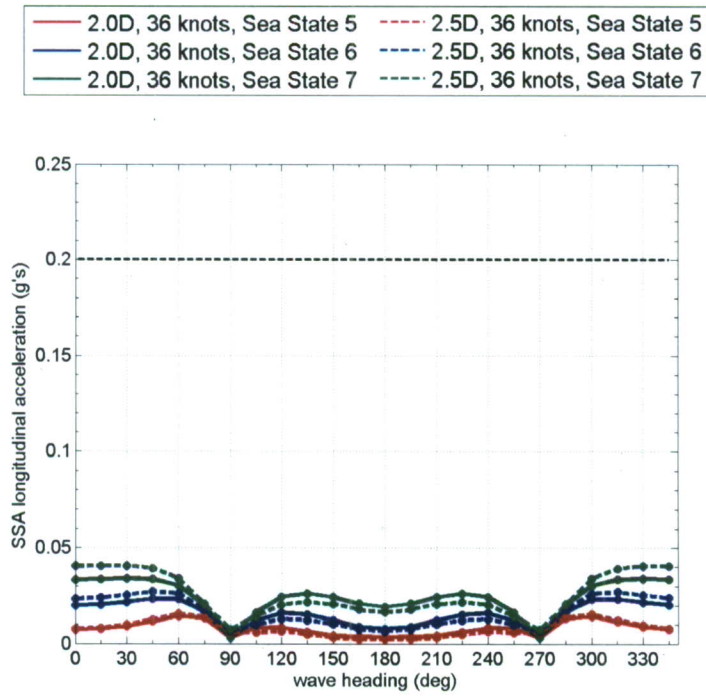 2.0D, 36 knots, Sea State 5
2.5D, 36 knots, Sea State 5
2.0D, 36 knots, Sea State 6
2.5D, 36 knots, Sea State 6
2.0D, 36 knots, Sea State 7
2.5D, 36 knots, Sea State 7
0.25
0.2
0.15
0.1
0.05
0
SSA longitudinal acceleration (g's)
0 30 60 90 120 150 180 210 240 270 300 330
wave heading (deg)